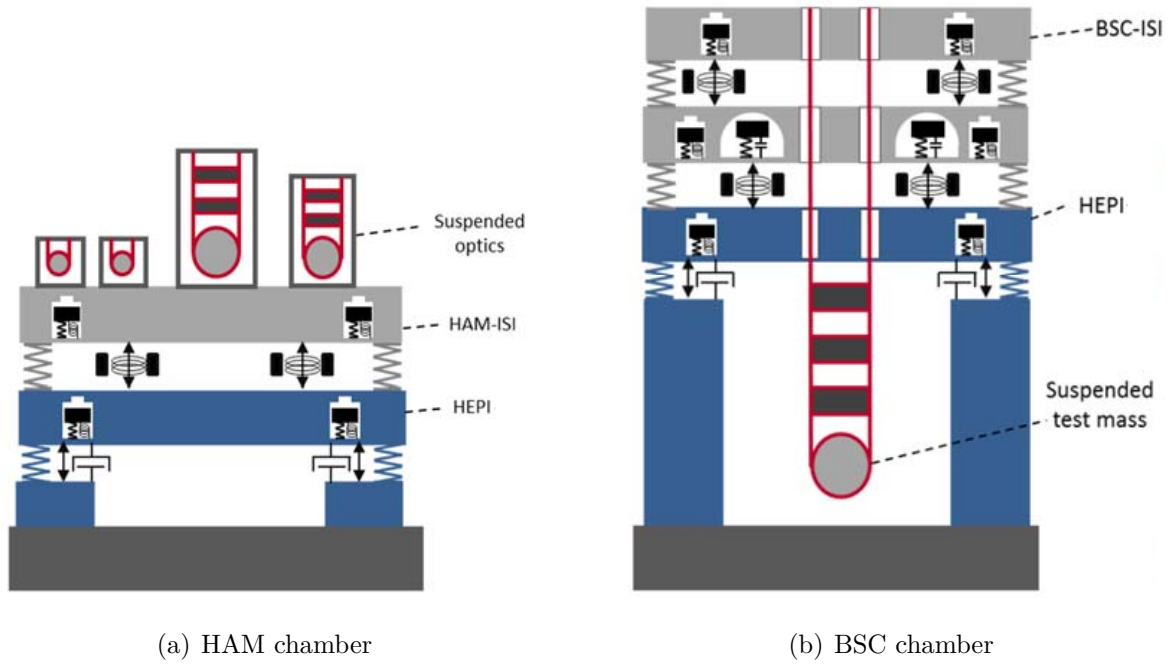 Suspended
optics
HAM-ISI
HEPI
(a) HAM chamber
BSC-ISI
HEPI
Suspended
test mass
(b) BSC chamber